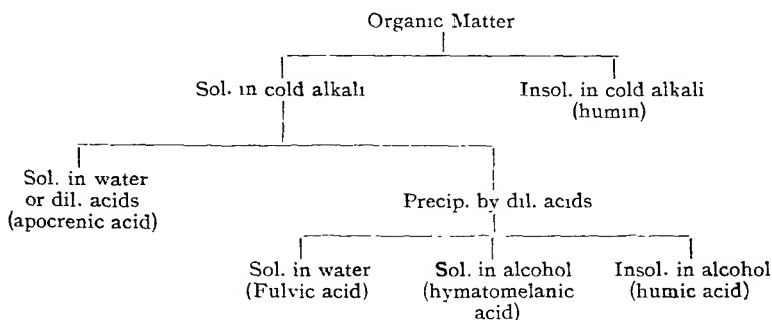 Organic Matter
Sol. in cold alkali
Insol. in cold alkali
(humin)
Sol. in water
or dil. acids
(apocrenic acid)
Precip. by dil. acids
Sol. in water
(Fulvic acid)
Sol. in alcohol
(hymatomelanic
acid)
Insol. in alcohol
(humic acid)